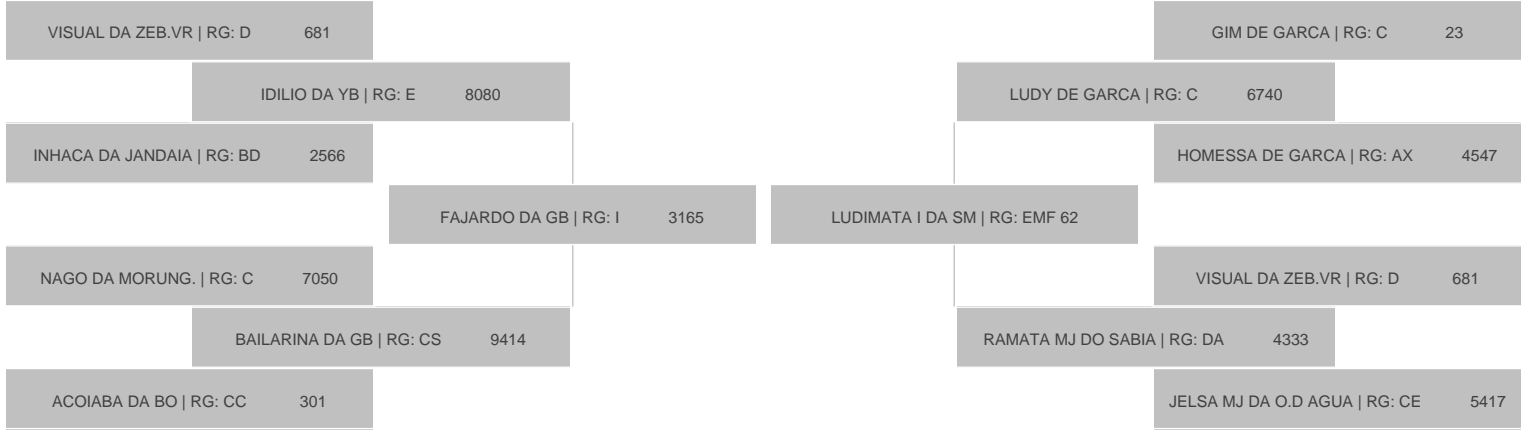 VISUAL DA ZEB.VR | RG: D 681
GIM DE GARCA | RG: C 23
IDILIO DA YB | RG: E 8080
LUDY DE GARCA | RG: C 6740
INHACA DA JANDAIA | RG: BD 2566
HOMESSA DE GARCA | RG: AX 4547
FAJARDO DA GB | RG: I 3165
LUDIMATA I DA SM | RG: EMF 62
NAGO DA MORUNG. | RG: C 7050
VISUAL DA ZEB.VR | RG: D 681
BAILARINA DA GB | RG: CS 9414
RAMATA MJ DO SABIA | RG: DA 4333
ACOIABA DA BO | RG: CC 301
JELSA MJ DA O.D AGUA | RG: CE 5417